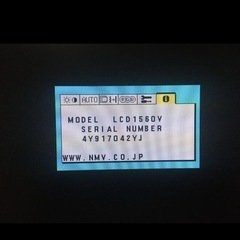 AUTO
MODEL LCD1560V
SERIAL NUMBER
4Y917042YJ
WWW.NMV.CO.JP